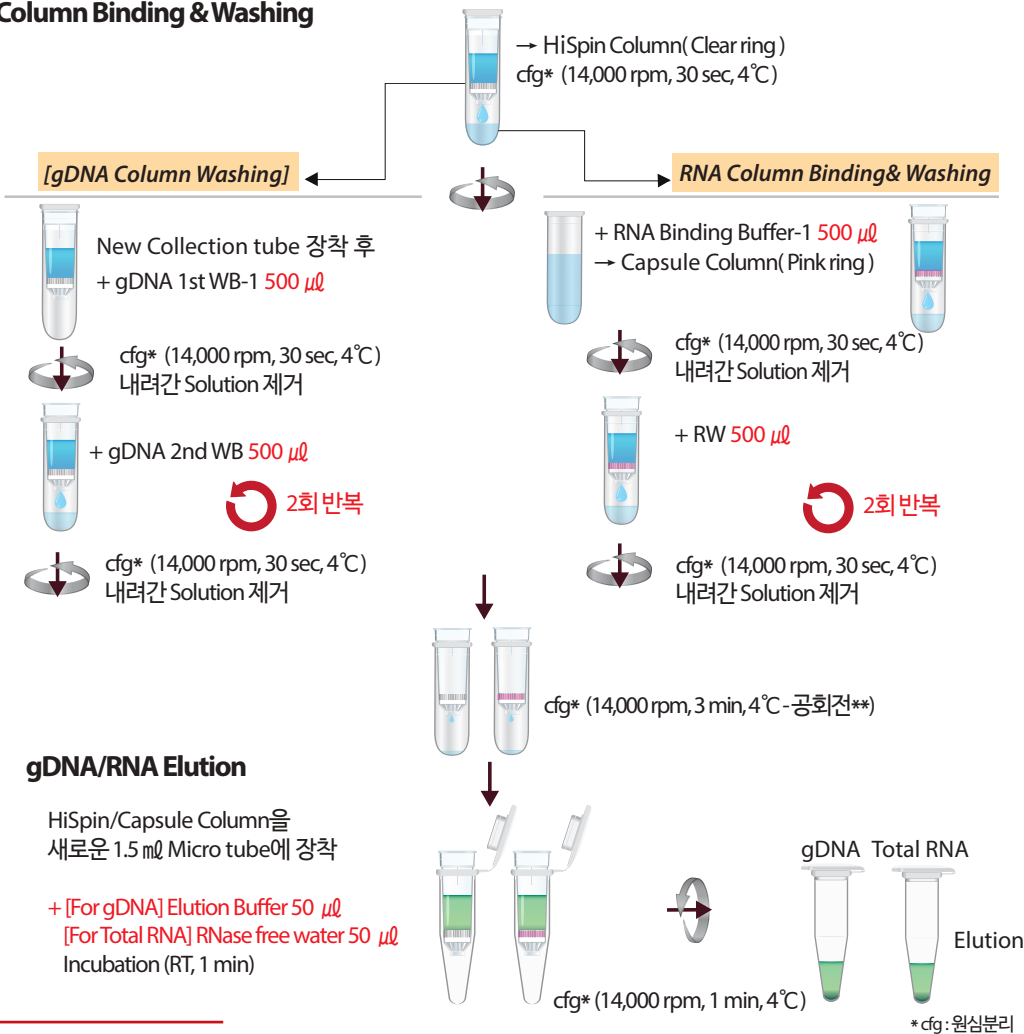 Column Binding & Washing
→ HiSpin Column( Clear ring )
cfg* (14,000 rpm, 30 sec, 4℃ )
[gDNA Column Washing]
New Collection tube 장착 후
+ gDNA 1st WB-1 500 ㎕
cfg* (14,000 rpm, 30 sec, 4℃ )
내려간 Solution 제거
+ gDNA 2nd WB 500 ㎕
2회 반복
cfg* (14,000 rpm, 30 sec, 4℃ )
내려간 Solution 제거
RNA Column Binding& Washing
+ RNA Binding Buffer-1 500 ㎕
→ Capsule Column( Pink ring )
cfg* (14,000 rpm, 30 sec, 4℃ )
내려간 Solution 제거
+ RW 500 ㎕
2회 반복
cfg* (14,000 rpm, 30 sec, 4℃ )
내려간 Solution 제거
cfg* (14,000 rpm, 3 min, 4℃ - 공회전**)
gDNA/RNA Elution
HiSpin/Capsule Column을
새로운 1.5 ㎖ Micro tube에 장착
+ [For gDNA] Elution Buffer 50 ㎕
[For Total RNA] RNase free water 50 ㎕
Incubation (RT, 1 min)
cfg* (14,000 rpm, 1 min, 4℃ )
gDNA Total RNA
Elution
* cfg : 원심분리